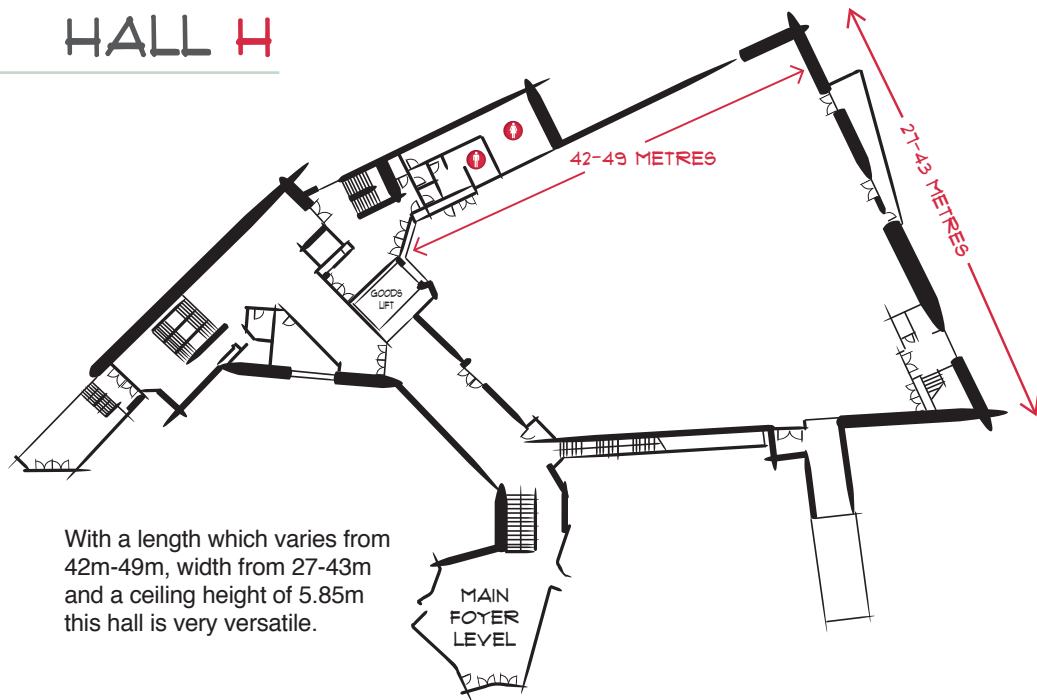 HALL H
42-49 METRES
27-43 METRES
GOODS
LIFT
With a length which varies from
42m-49m, width from 27-43m
and a ceiling height of 5.85m
this hall is very versatile.
MAIN
FOYER
LEVEL